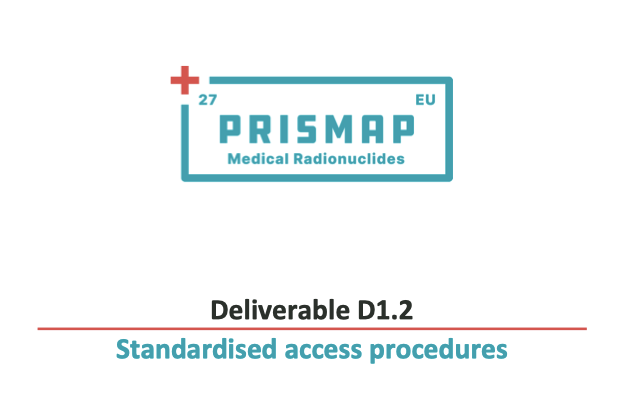 27 EU
PRISMAP
Medical Radionuclides
Deliverable D1.2
Standardised access procedures